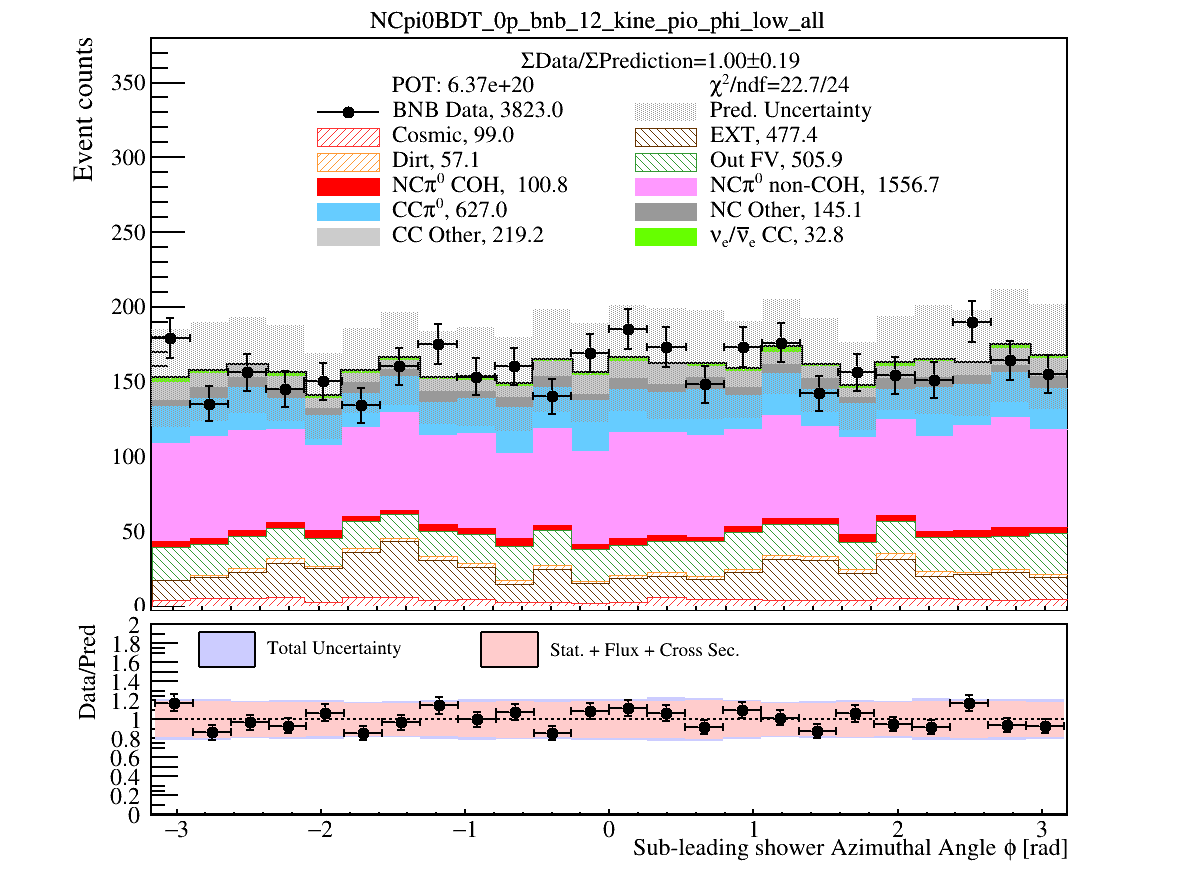 NCpi0BDT_0p_bnb_12_kine_pio_phi_low_all
ΣData/ΣPrediction=1.00±0.19
POT: 6.37e+20
χ²/ndf=22.7/24
BNB Data, 3823.0
Pred. Uncertainty
Cosmic, 99.0
EXT, 477.4
Dirt, 57.1
Out FV, 505.9
NCπ⁰ COH, 100.8
NCπ⁰ non-COH, 1556.7
CCπ⁰, 627.0
NC Other, 145.1
CC Other, 219.2
νₑ/ν̅ₑ CC, 32.8
Event counts
350
300
250
200
150
100
50
0
Total Uncertainty
Stat. + Flux + Cross Sec.
Data/Pred
2
1.8
1.6
1.4
1.2
1
0.8
0.6
0.4
0.2
0
−3 −2 −1 0 1 2 3
Sub-leading shower Azimuthal Angle ϕ [rad]